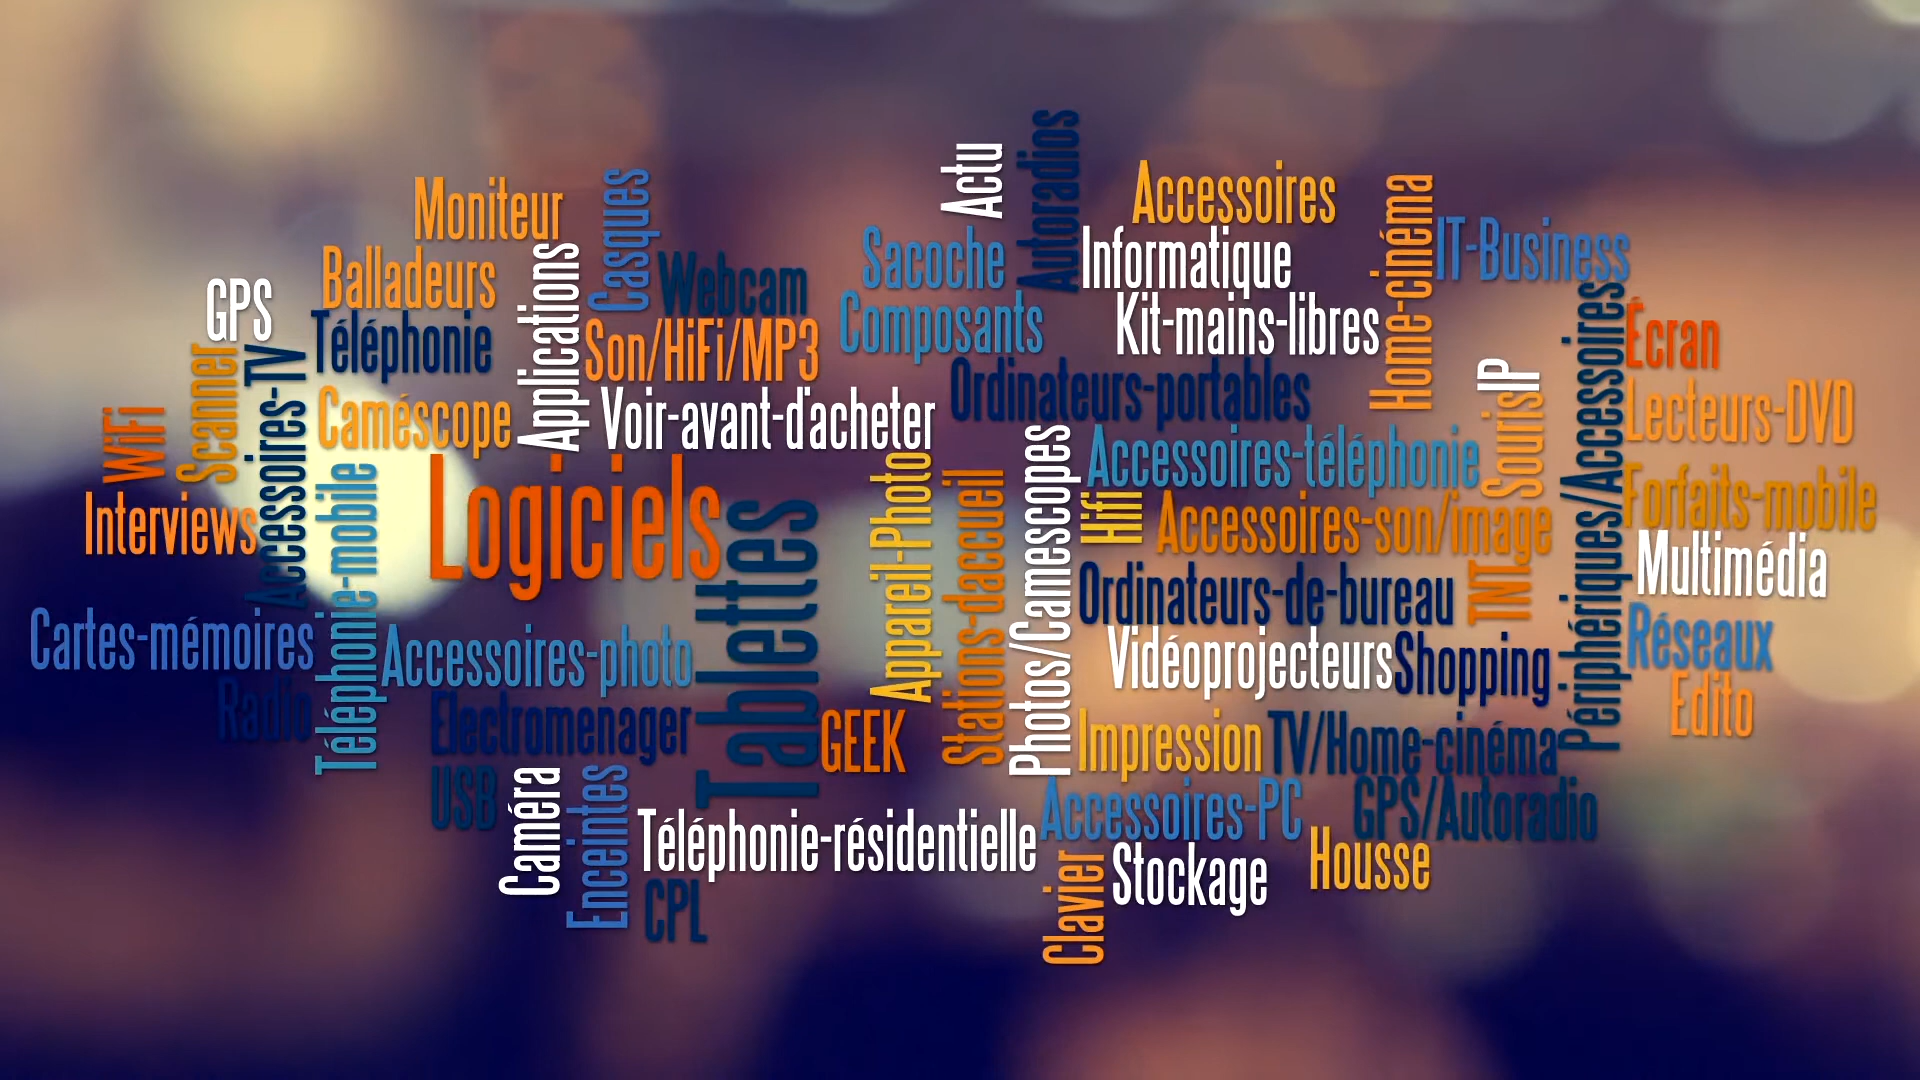 Actu
Autoradios
Accessoires
Moniteur
Casques
Home-cinéma
IT-Business
Sacoche
Informatique
Balladeurs
Applications
Webcam
GPS
Composants
Kit-mains-libres
Téléphonie
Son/HiFi/MP3
Écran
Scanner
Accessoires-TV
Ordinateurs-portables
IP
Souris
Périphériques/Accessoires
Lecteurs-DVD
WiFi
Caméscope
Voir-avant-d'acheter
Accessoires-téléphonie
Interviews
Téléphonie-mobile
Logiciels
Tablettes
Appareil-Photo
Stations-daccueil
Photos/Camescopes
Hifi
Accessoires-son/image
Forfaits-mobile
Multimédia
Ordinateurs-de-bureau
TNT
Cartes-mémoires
Accessoires-photo
Vidéoprojecteurs
Shopping
Réseaux
Radio
Electromenager
GEEK
Impression
TV/Home-cinéma
Edito
USB
Caméra
Enceintes
Téléphonie-résidentielle
Accessoires-PC
GPS/Autoradio
CPL
Clavier
Stockage
Housse